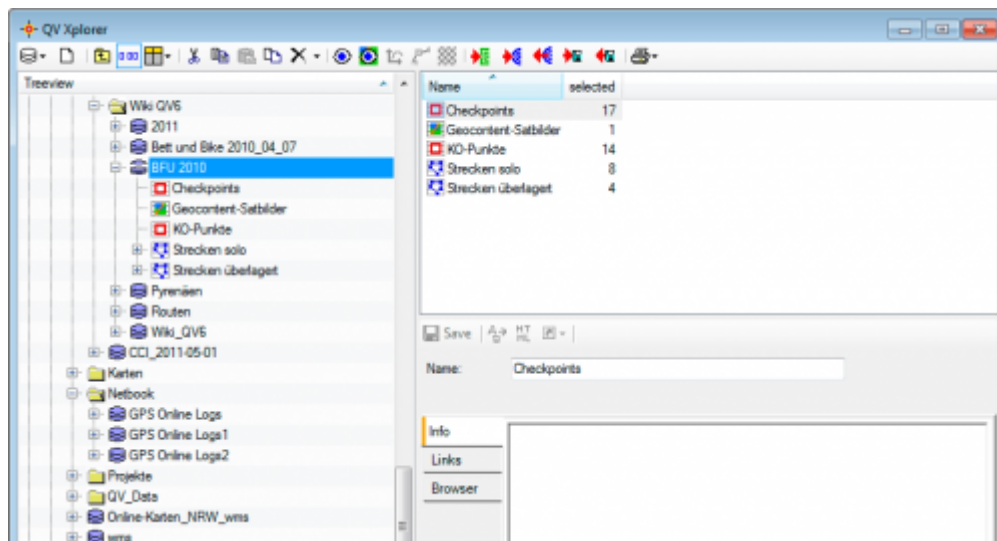 QV Xplorer
Treeview
Wiki QV6
2011
Bett und Bike 2010_04_07
BFU 2010
Checkpoints
Geocontent-Satbilder
KO-Punkte
Strecken solo
Strecken überlagert
Pyrenäen
Routen
Wiki_QV6
CCI_2011-05-01
Karten
Netbook
GPS Online Logs
GPS Online Logs1
GPS Online Logs2
Projekte
QV_Data
Online-Karten_NRW_wms
wms
Name selected
Checkpoints 17
Geocontent-Satbilder 1
KO-Punkte 14
Strecken solo 8
Strecken überlagert 4
Save
Name: Checkpoints
Info
Links
Browser